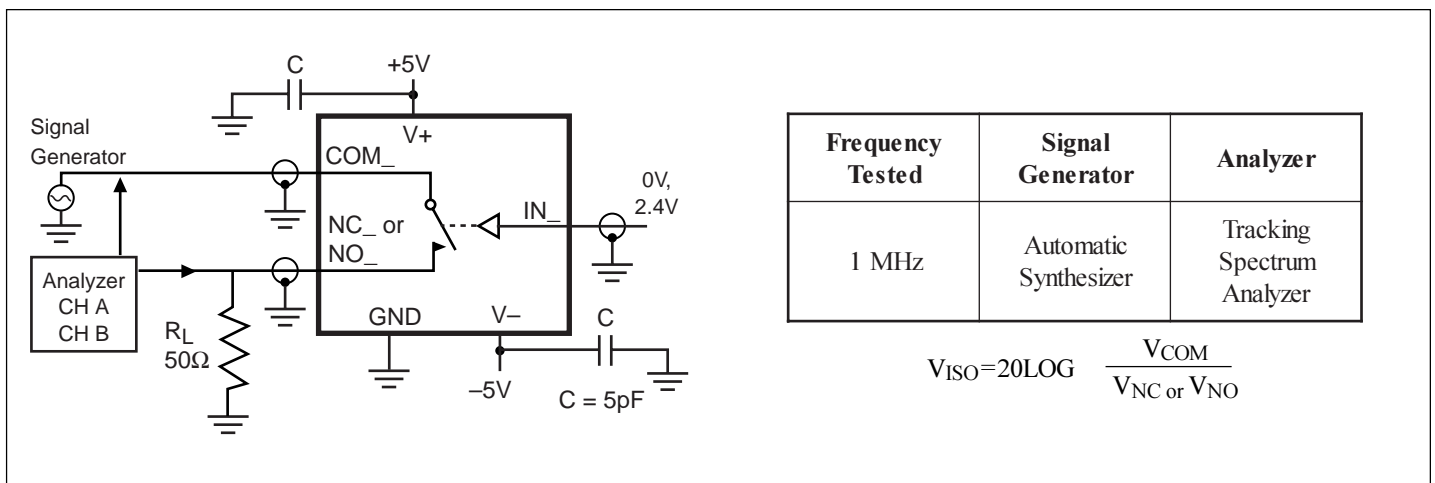 C
+5V
Signal
Generator
V+
COM_
0V,
2.4V
IN_
NC_ or
NO_
Analyzer
CH A
CH B
RL
50Ω
GND
V–
C
–5V
C = 5pF
Frequency
Tested
Signal
Generator
Analyzer
1 MHz
Automatic
Synthesizer
Tracking
Spectrum
Analyzer
VISO=20LOG VCOM
VNC or VNO